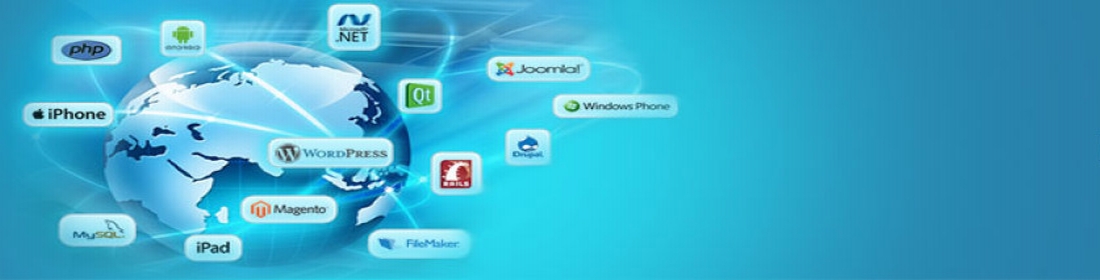 Microsoft
.NET
php
android
Joomla!
Qt
Windows Phone
iPhone
WORDPRESS
Drupal
RAILS
Magento
MySQL
iPad
FileMaker